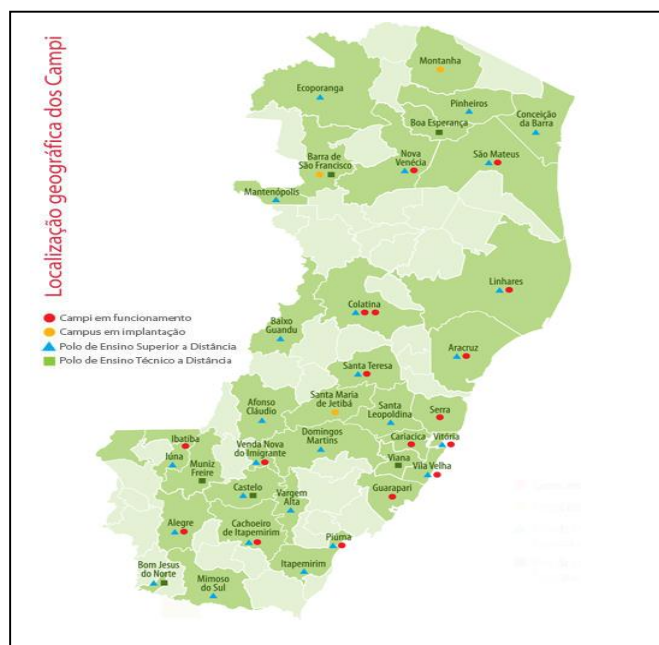 Localização geográfica dos Campi
Montanha
Ecoporanga
Pinheiros
Conceição
da Barra
Boa Esperança
Barra de
São Francisco
Nova
Venécia
São Mateus
Mantenópolis
Linhares
Campi em funcionamento
Campus em implantação
Polo de Ensino Superior a Distância
Polo de Ensino Técnico a Distância
Colatina
Baixo
Guandu
Aracruz
Santa Teresa
Afonso
Cláudio
Santa Maria
de Jetibá
Santa
Leopoldina
Serra
Ibatiba
Venda Nova
do Imigrante
Domingos
Martins
Cariacica
Vitória
Iúna
Muniz
Freire
Viana
Vila Velha
Castelo
Vargem
Alta
Guarapari
Alegre
Cachoeiro
de Itapemirim
Piúma
Bom Jesus
do Norte
Mimoso
do Sul
Itapemirim